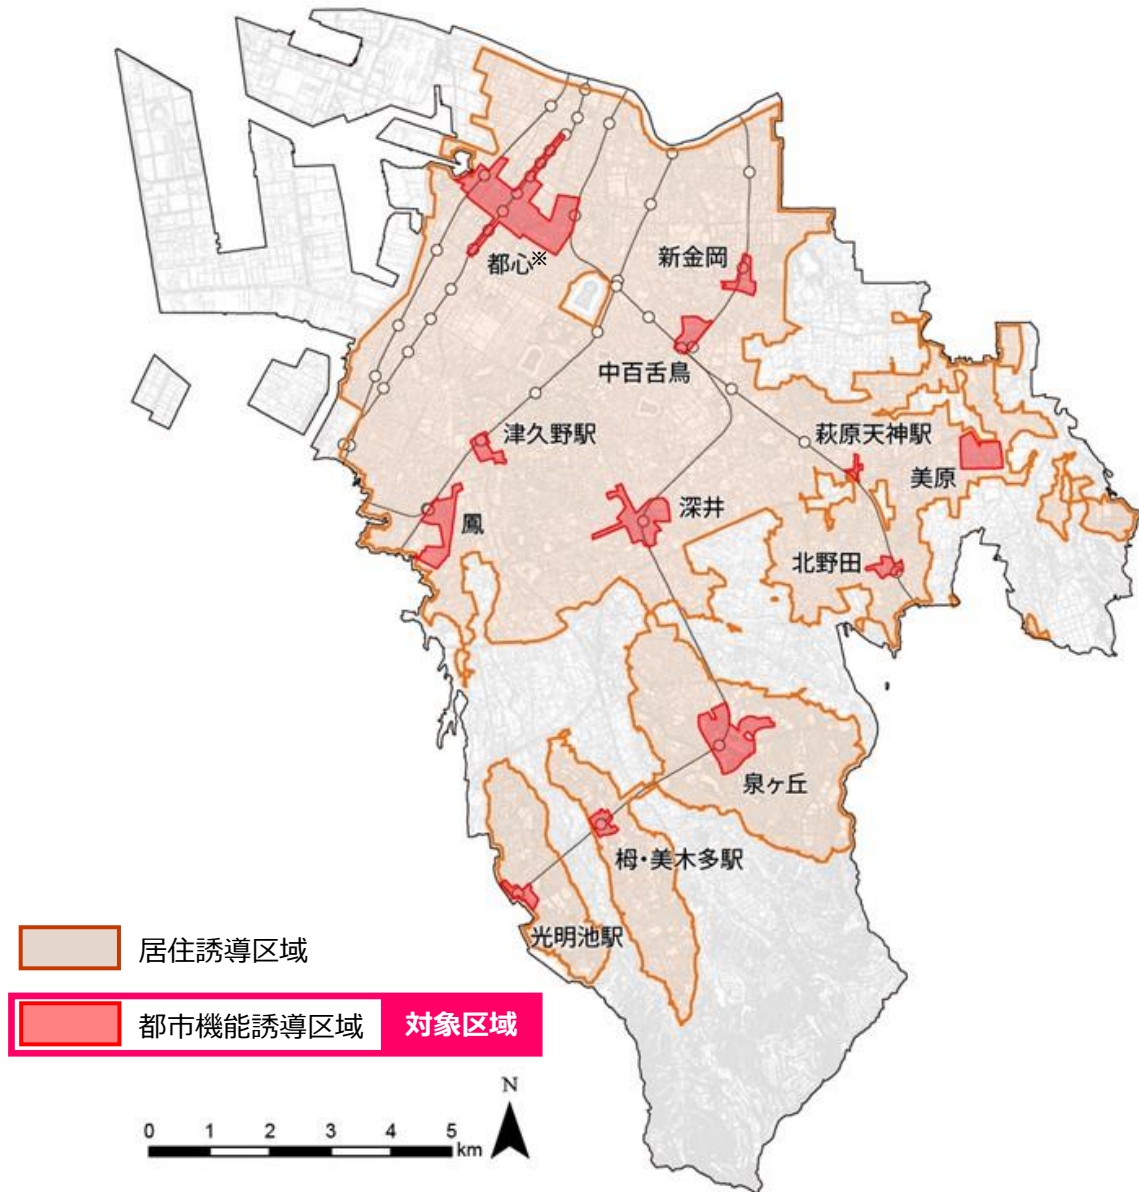 都心※
新金岡
中百舌鳥
津久野駅
萩原天神駅
美原
鳳
深井
北野田
泉ヶ丘
栂・美木多駅
光明池駅
居住誘導区域
都市機能誘導区域 対象区域
N
0 1 2 3 4 5
km